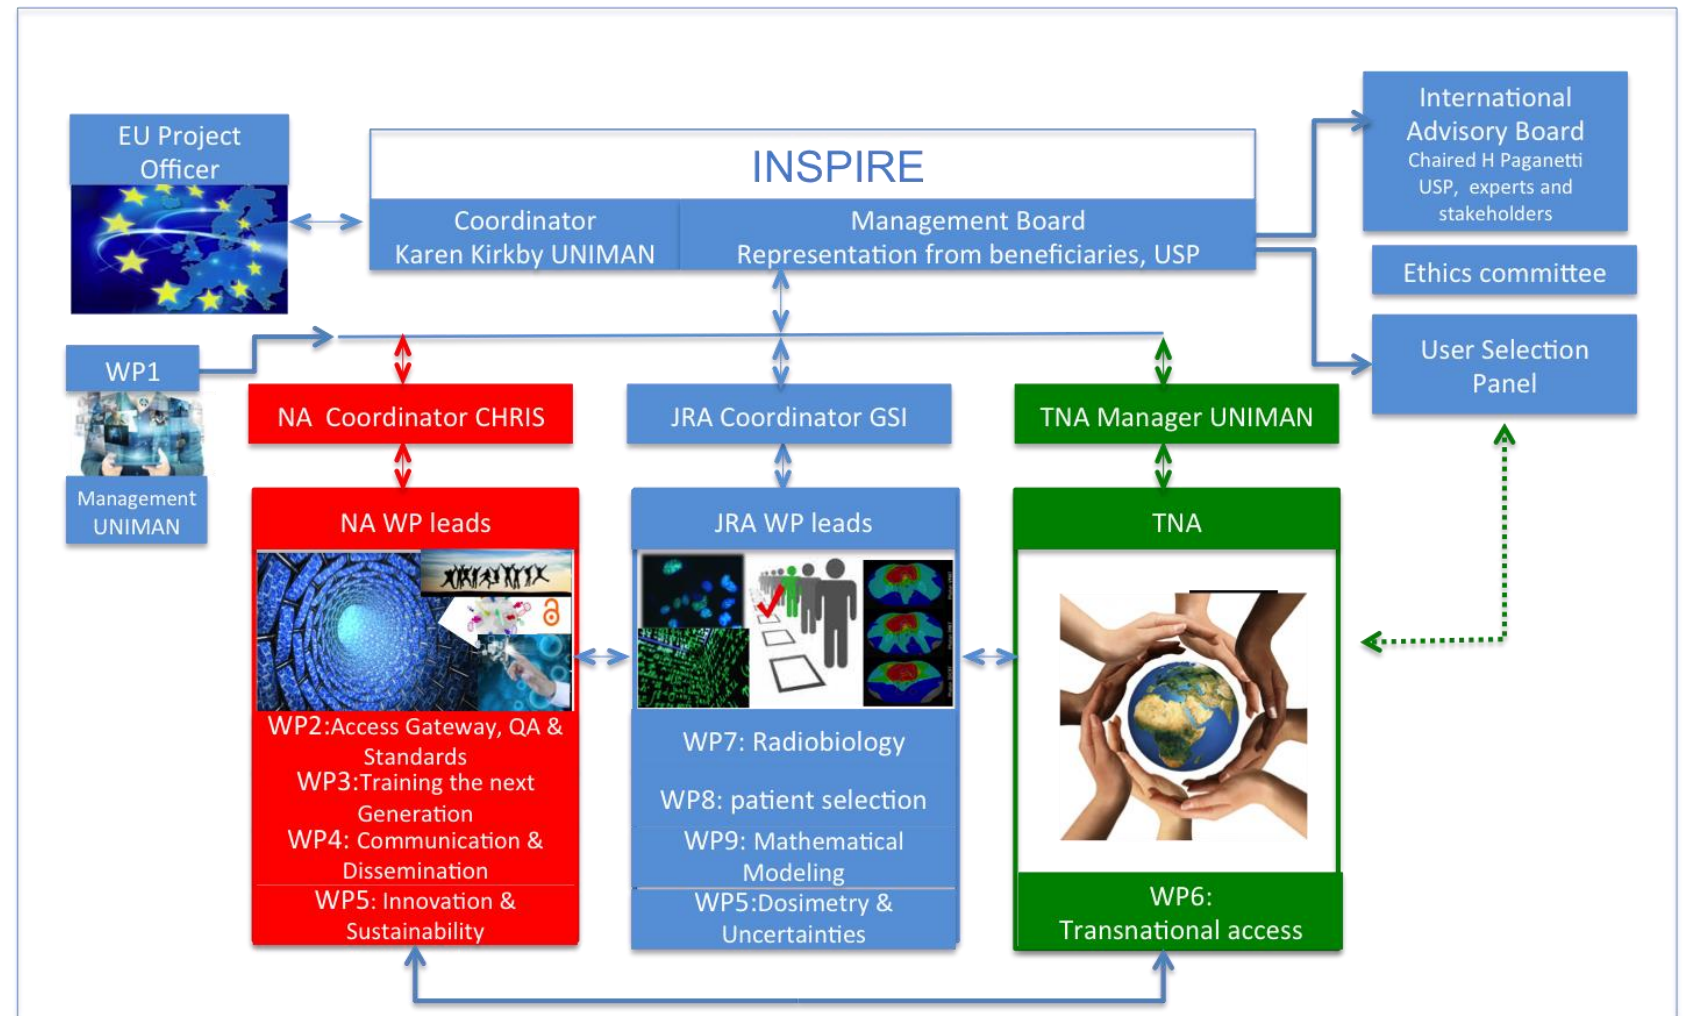 EU Project
Officer
INSPIRE
Coordinator
Karen Kirkby UNIMAN
Management Board
Representation from beneficiaries, USP
International
Advisory Board
Chaired H Paganetti
USP, experts and
stakeholders
Ethics committee
User Selection
Panel
WP1
Management
UNIMAN
NA Coordinator CHRIS
JRA Coordinator GSI
TNA Manager UNIMAN
NA WP leads
WP2:Access Gateway, QA &
Standards
WP3:Training the next
Generation
WP4: Communication &
Dissemination
WP5: Innovation &
Sustainability
JRA WP leads
WP7: Radiobiology
WP8: patient selection
WP9: Mathematical
Modeling
WP5:Dosimetry &
Uncertainties
TNA
WP6:
Transnational access